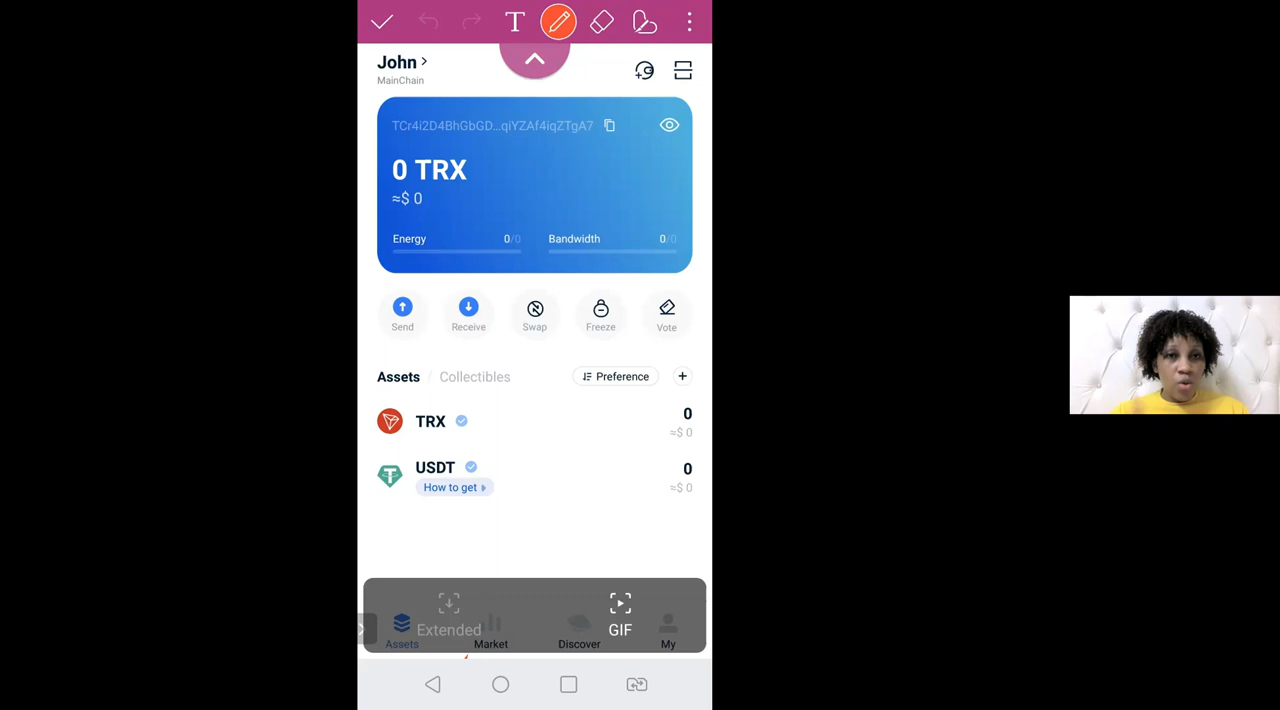 T
John >
MainChain
TCr4i2D4BhGbGD...qiYZAf4iqZTgA7
0 TRX
≈$ 0
Energy 0/0 Bandwidth 0/0
Send Receive Swap Freeze Vote
Assets / Collectibles Preference +
TRX 0
≈$ 0
USDT 0
How to get ≈$ 0
Extended GIF
Assets Market Discover My